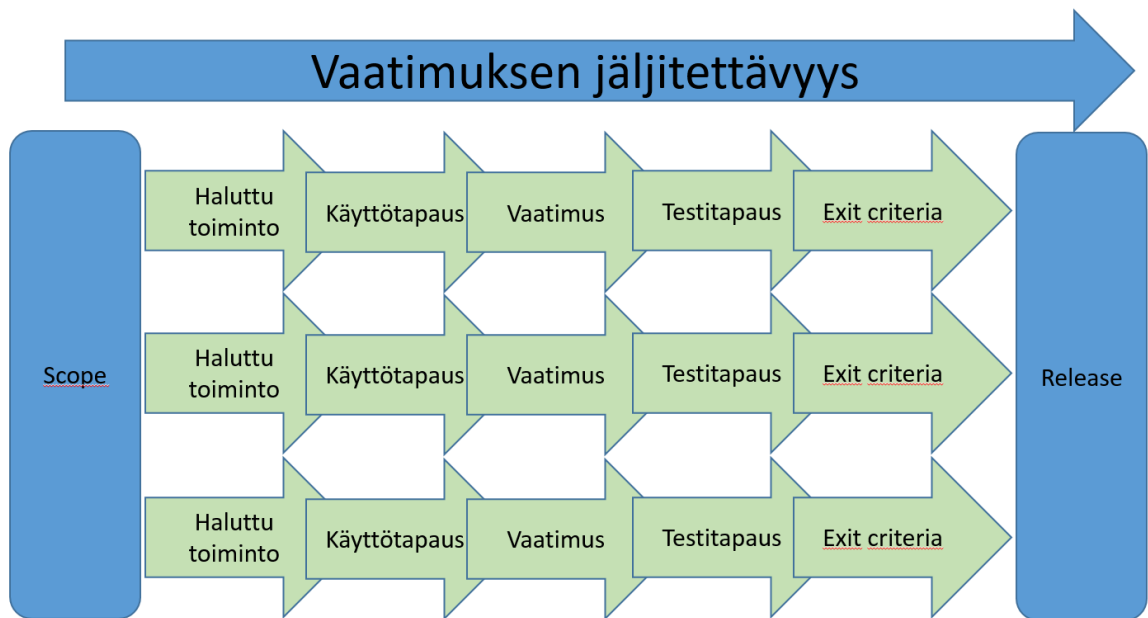 Vaatimuksen jäljitettävyys
Scope
Haluttu
toiminto
Käyttötapaus
Vaatimus
Testitapaus
Exit criteria
Haluttu
toiminto
Käyttötapaus
Vaatimus
Testitapaus
Exit criteria
Haluttu
toiminto
Käyttötapaus
Vaatimus
Testitapaus
Exit criteria
Release